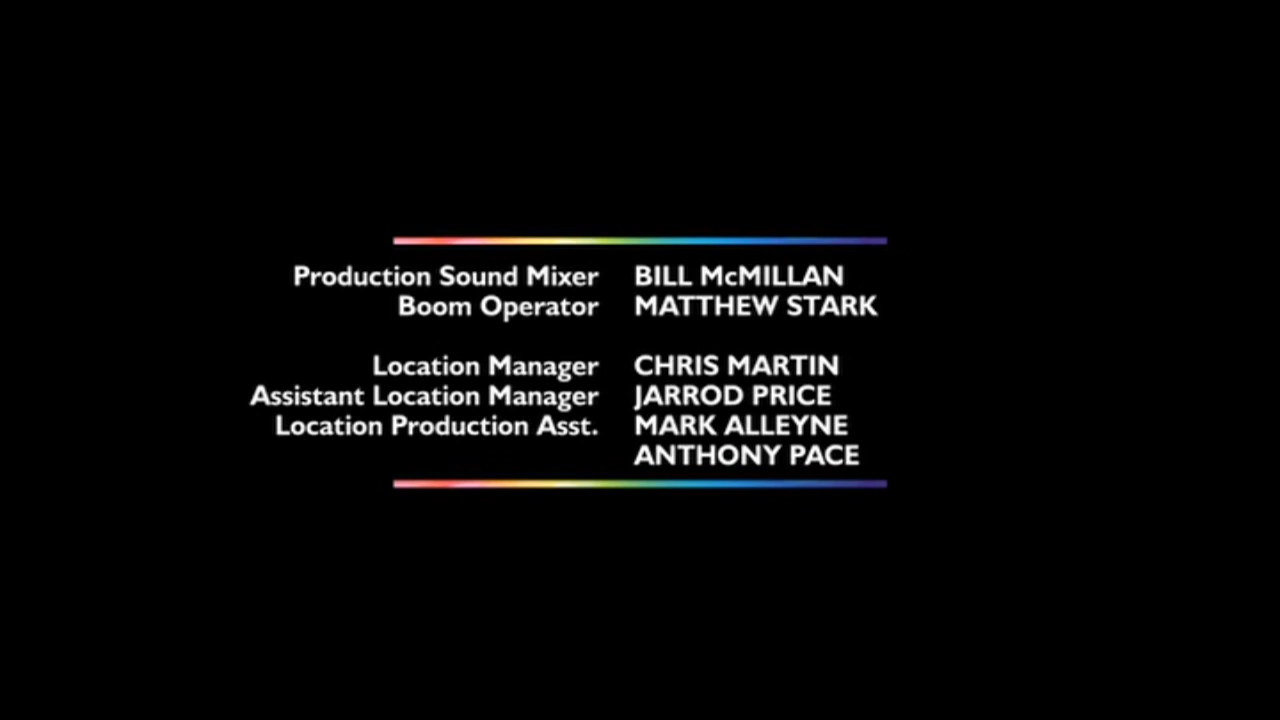 Production Sound Mixer BILL McMILLAN
Boom Operator MATTHEW STARK
Location Manager CHRIS MARTIN
Assistant Location Manager JARROD PRICE
Location Production Asst. MARK ALLEYNE
ANTHONY PACE